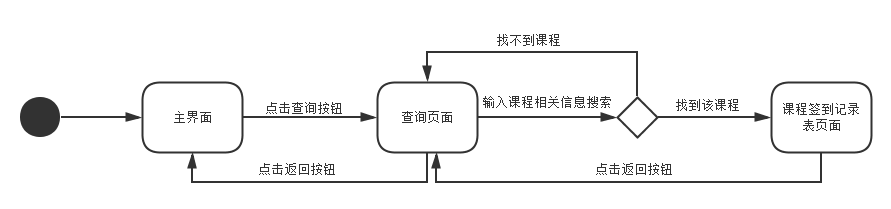 找不到课程
主界面
点击查询按钮
查询页面
输入课程相关信息搜索
找到该课程
课程签到记录
表页面
点击返回按钮
点击返回按钮